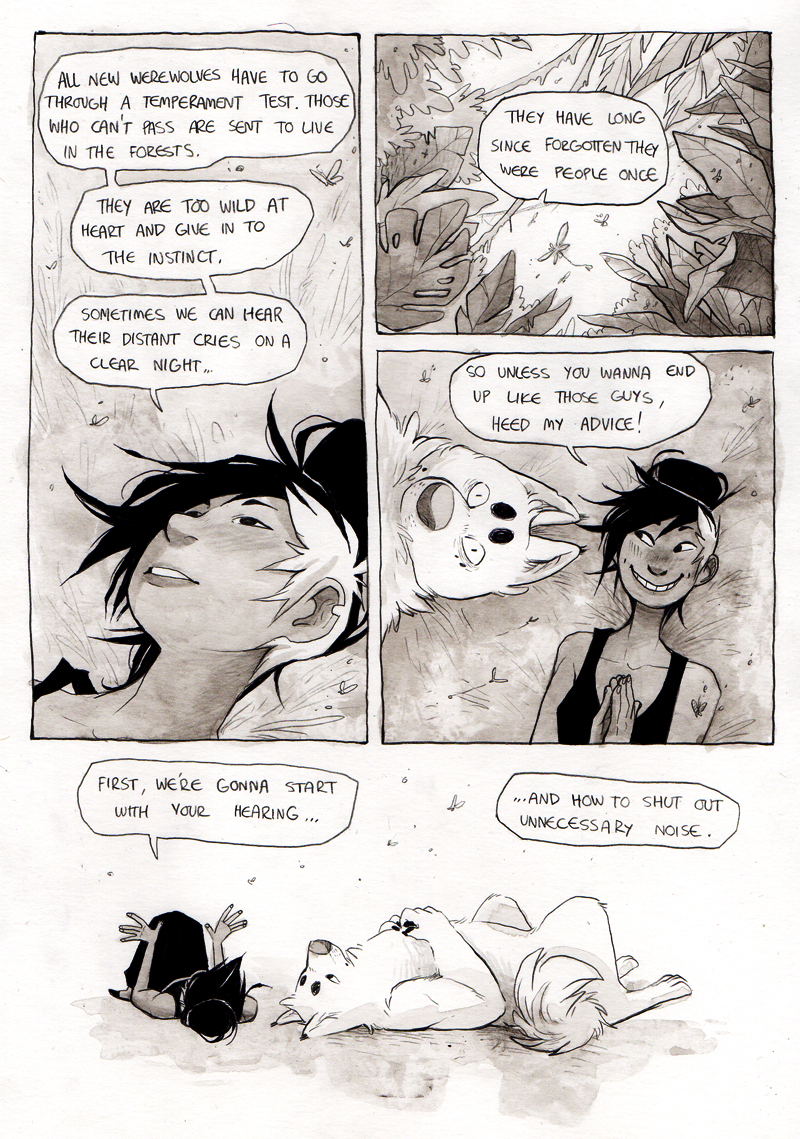 ALL NEW WEREWOLVES HAVE TO GO
THROUGH A TEMPERAMENT TEST. THOSE
WHO CAN'T PASS ARE SENT TO LIVE
IN THE FORESTS.
THEY ARE TOO WILD AT
HEART AND GIVE IN TO
THE INSTINCT.
SOMETIMES WE CAN HEAR
THEIR DISTANT CRIES ON A
CLEAR NIGHT...
THEY HAVE LONG
SINCE FORGOTTEN THEY
WERE PEOPLE ONCE
SO UNLESS YOU WANNA END
UP LIKE THOSE GUYS,
HEED MY ADVICE!
FIRST, WE'RE GONNA START
WITH YOUR HEARING...
...AND HOW TO SHUT OUT
UNNECESSARY NOISE.